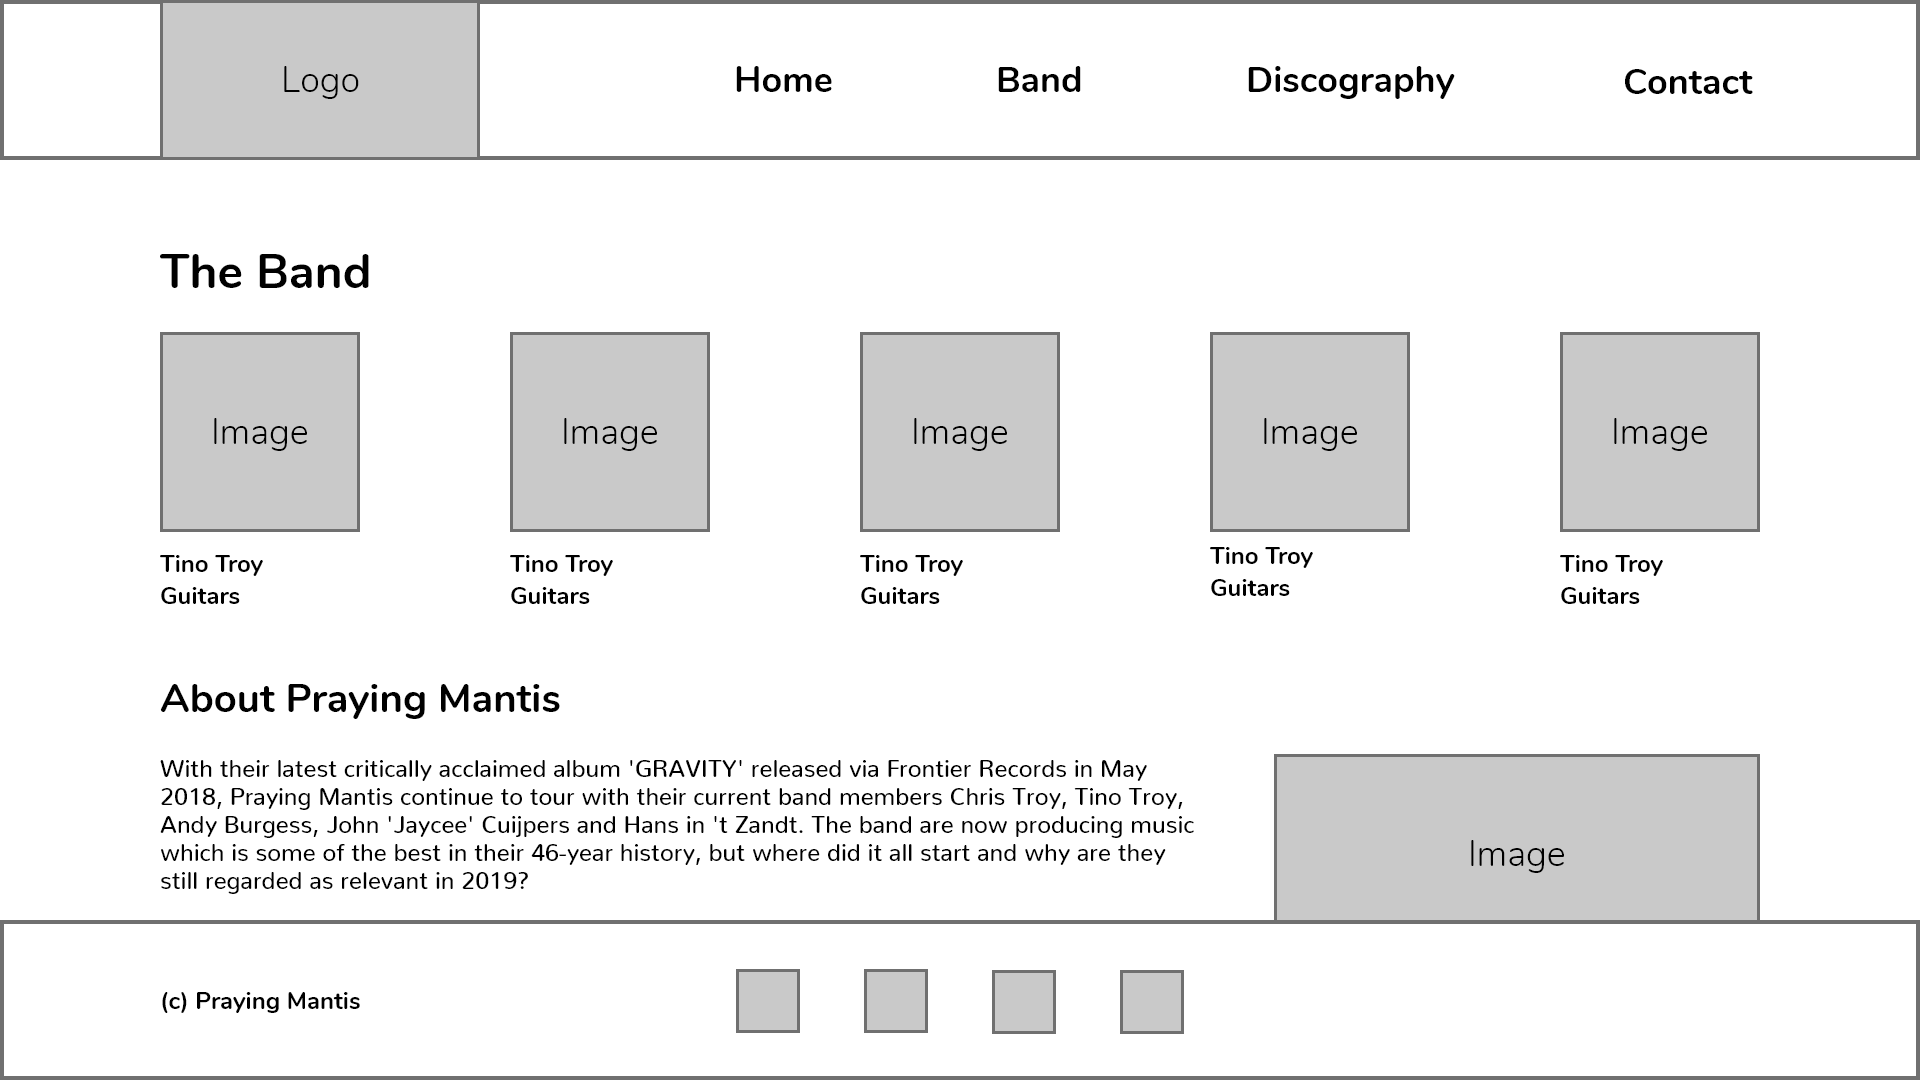 Logo
Home
Band
Discography
Contact
The Band
Image
Image
Image
Image
Image
Tino Troy
Guitars
Tino Troy
Guitars
Tino Troy
Guitars
Tino Troy
Guitars
Tino Troy
Guitars
About Praying Mantis
With their latest critically acclaimed album 'GRAVITY' released via Frontier Records in May
2018, Praying Mantis continue to tour with their current band members Chris Troy, Tino Troy,
Andy Burgess, John 'Jaycee' Cuijpers and Hans in 't Zandt. The band are now producing music
which is some of the best in their 46-year history, but where did it all start and why are they
still regarded as relevant in 2019?
Image
(c) Praying Mantis